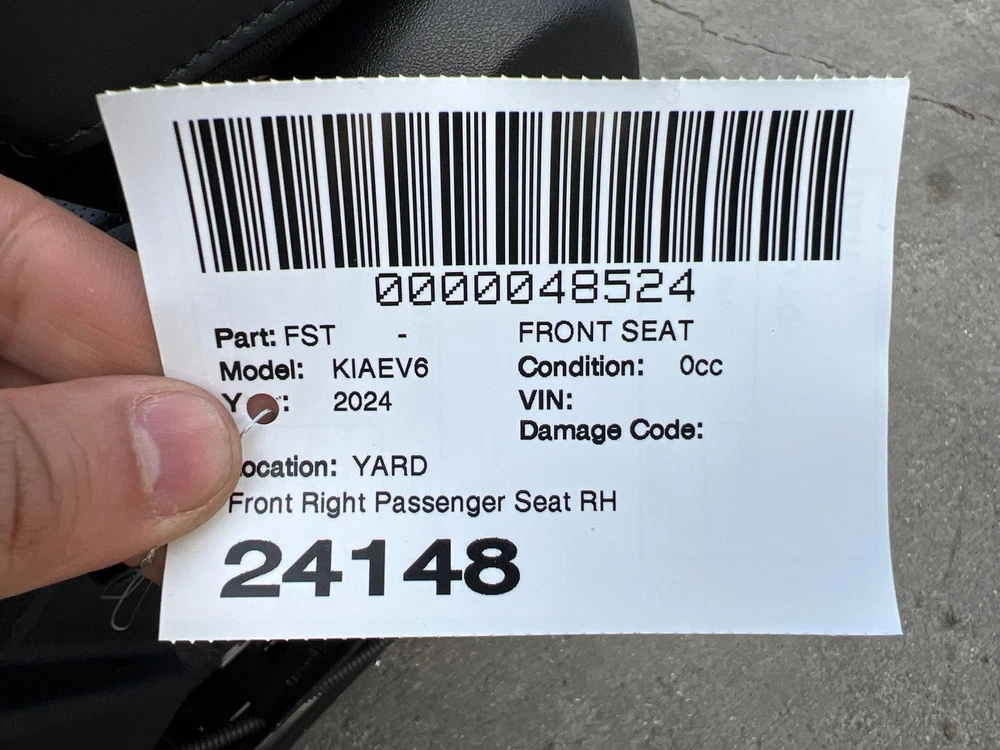 0000048524
Part: FST - FRONT SEAT
Model: KIAEV6 Condition: 0cc
2024 VIN:
Damage Code:
Location: YARD
Front Right Passenger Seat RH
24148